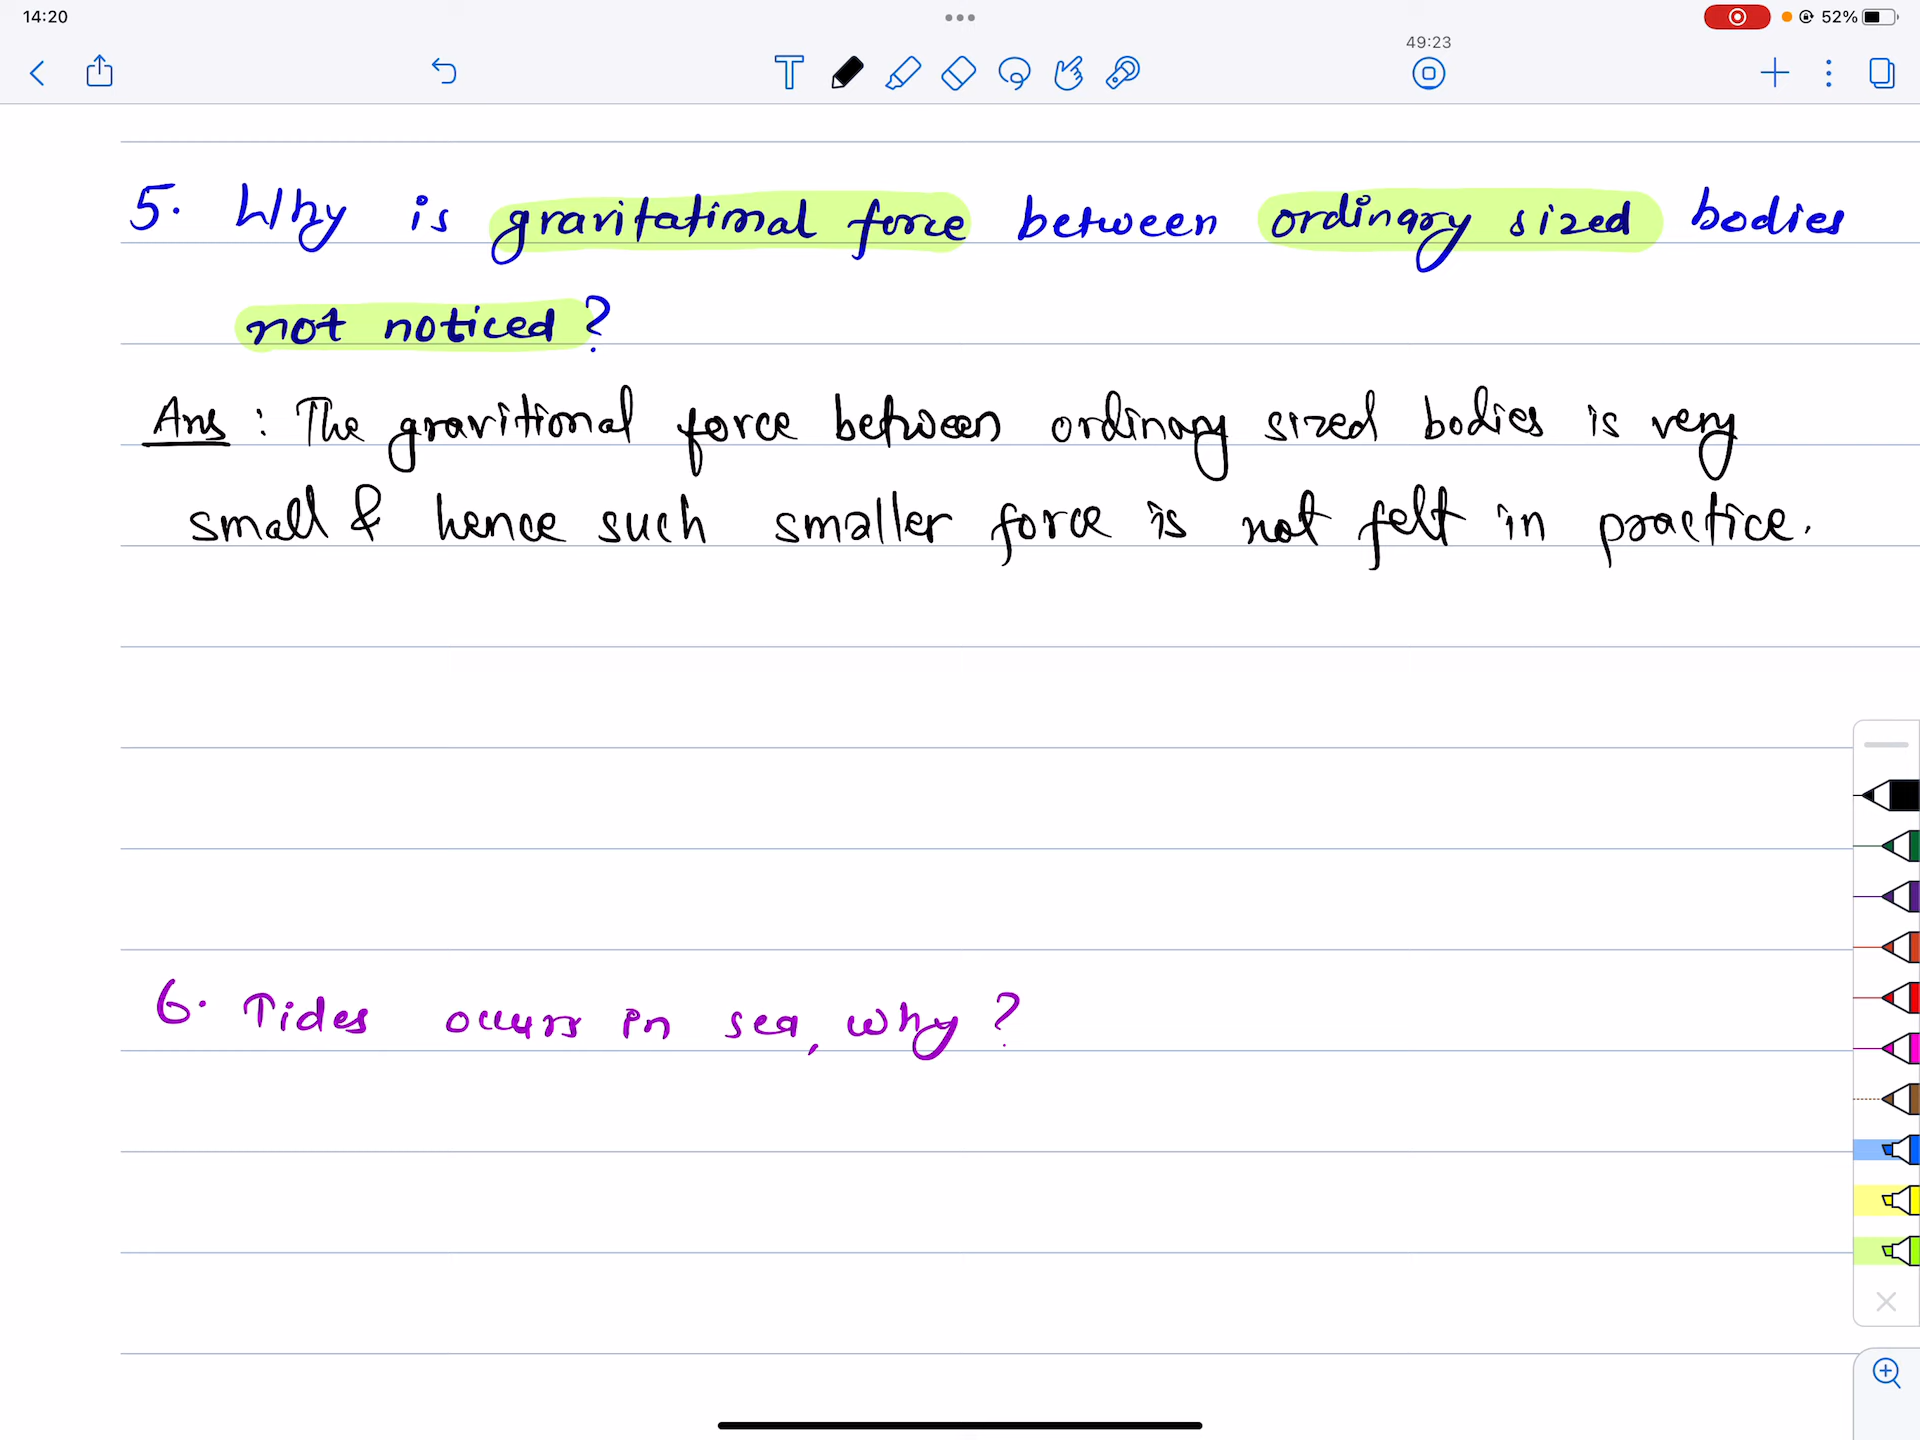 14:20
52%
49:23
5. Why is gravitational force between ordinary sized bodies
not noticed?
Ans : The gravitional force between ordinary sized bodies is very
small & hence such smaller force is not felt in practice.
6. Tides occurs in sea, why?